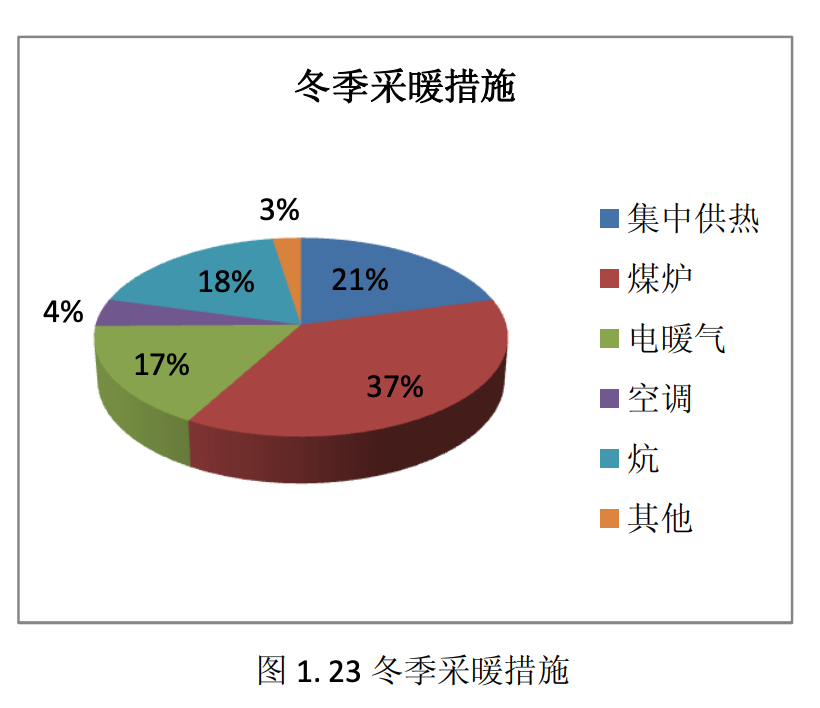 冬季采暖措施
3%
18%
21%
4%
17%
37%
集中供热
煤炉
电暖气
空调
炕
其他
图 1.23 冬季采暖措施